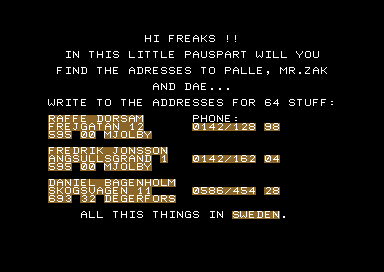 HI FREAKS !!
IN THIS LITTLE PAUSPART WILL YOU
FIND THE ADRESSES TO PALLE, MR.ZAK
AND DAE...
WRITE TO THE ADDRESSES FOR 64 STUFF:
RAFFE DORSAM PHONE:
FREJGATAN 12 0142/128 98
595 00 MJOLBY
FREDRIK JONSSON
ANGSULLSGRAND 1 0142/162 04
595 00 MJOLBY
DANIEL BAGENHOLM
SKOGSVAGEN 11 0586/454 28
693 32 DEGERFORS
ALL THIS THINGS IN SWEDEN.